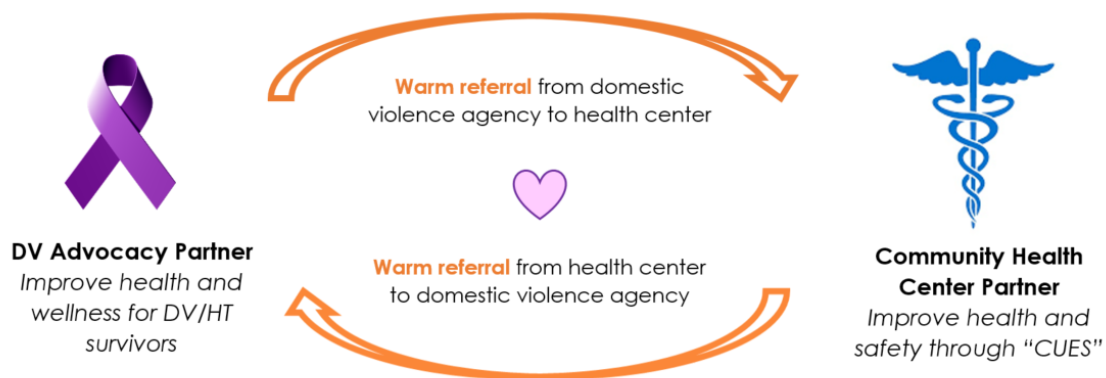 Warm referral from domestic
violence agency to health center
DV Advocacy Partner
Improve health and
wellness for DV/HT
survivors
Warm referral from health center
to domestic violence agency
Community Health
Center Partner
Improve health and
safety through “CUES”